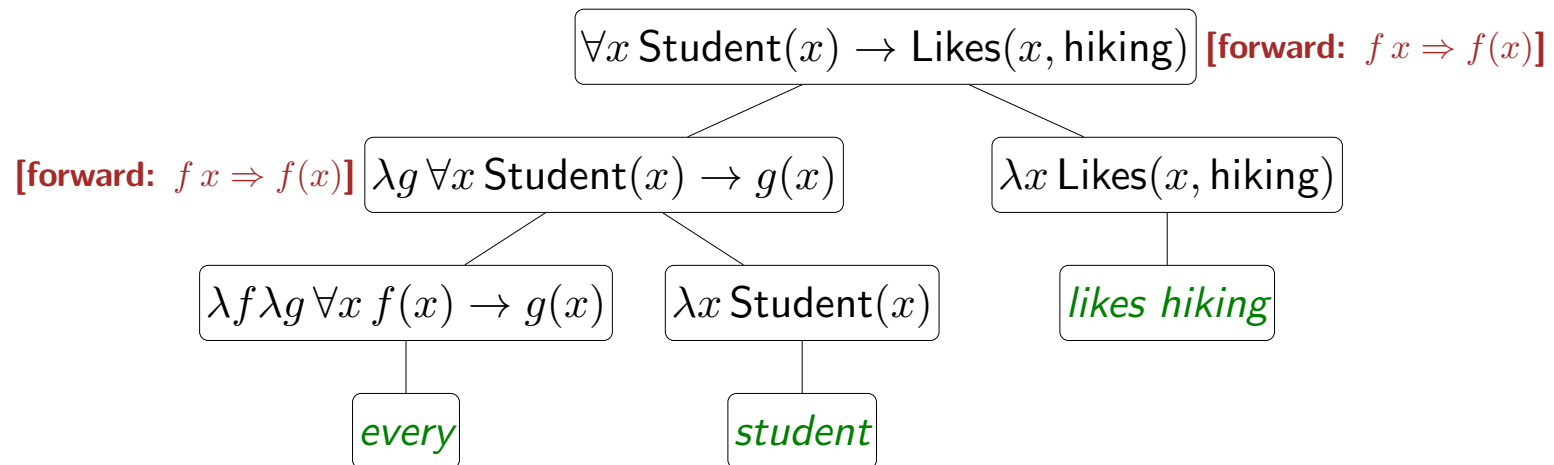 ∀x Student(x) → Likes(x, hiking) [forward: f x ⇒ f(x)]
[forward: f x ⇒ f(x)] λg ∀x Student(x) → g(x) λx Likes(x, hiking)
λf λg ∀x f(x) → g(x) λx Student(x) likes hiking
every student